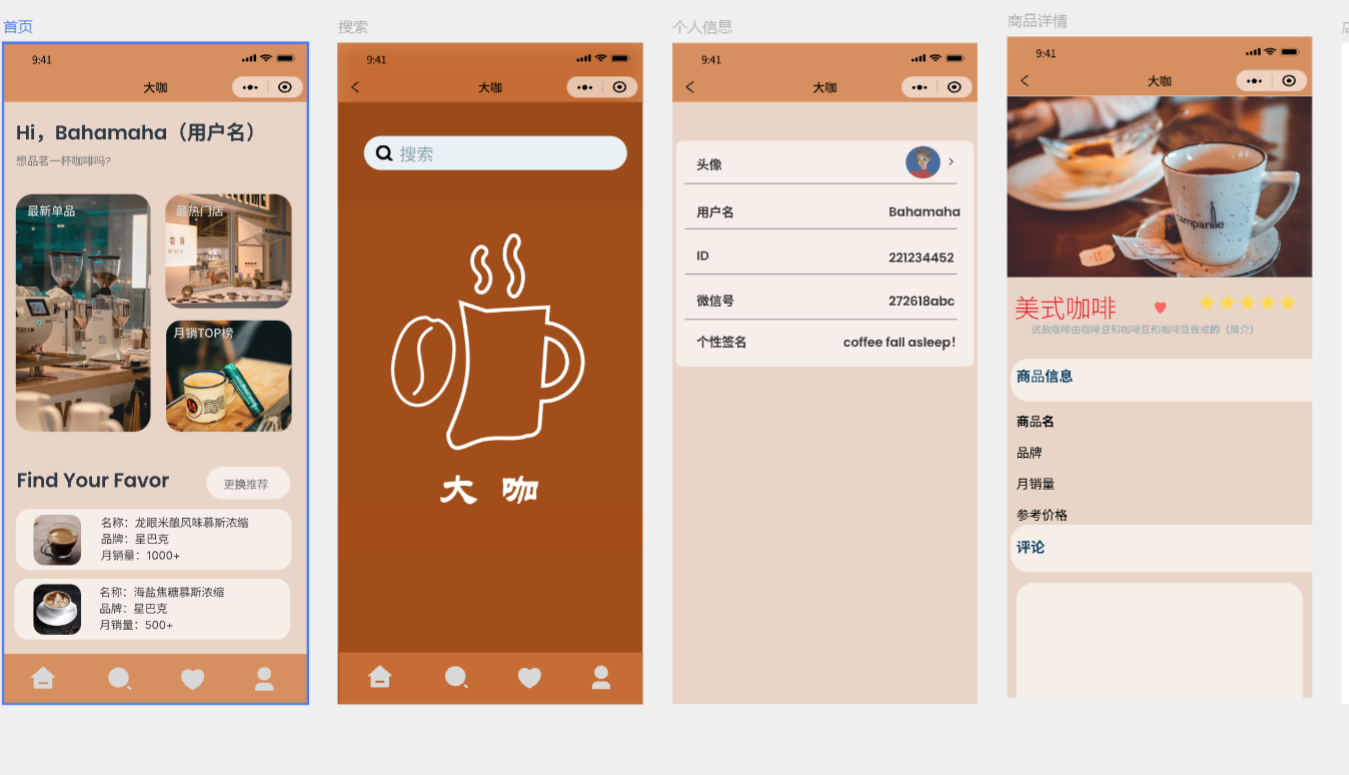 首页
9:41
大咖
Hi，Bahamaha（用户名）
想品茗一杯咖啡吗?
最新单品
最热门店
咖 啡
月销TOP榜
Find Your Favor
更换推荐
名称：龙眼米酿风味慕斯浓缩
品牌：星巴克
月销量：1000+
名称：海盐焦糖慕斯浓缩
品牌：星巴克
月销量：500+
搜索
9:41
大咖
搜索
大 咖
个人信息
9:41
大咖
头像
用户名 Bahamaha
ID 221234452
微信号 272618abc
个性签名 coffee fall asleep!
商品详情
9:41
大咖
campanile
美式咖啡
这款咖啡由咖啡豆和咖啡豆和咖啡豆做成的（简介）
商品信息
商品名
品牌
月销量
参考价格
评论